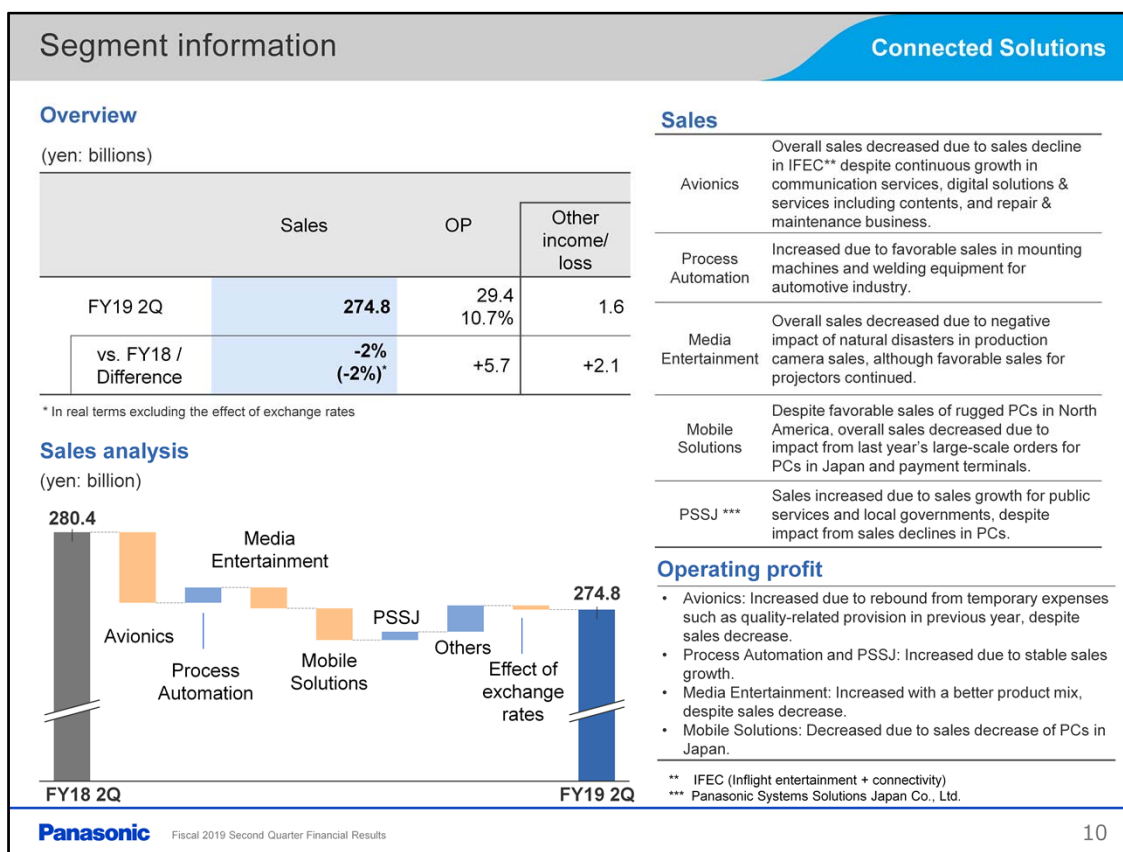 Segment information
Connected Solutions
Overview
(yen: billions)
Sales
OP
Other
income/
loss
FY19 2Q
274.8
29.4
10.7%
1.6
vs. FY18 /
Difference
-2%
(-2%)*
+5.7
+2.1
* In real terms excluding the effect of exchange rates
Sales analysis
(yen: billion)
280.4
Media
Entertainment
274.8
Avionics
PSSJ
Process
Automation
Mobile
Solutions
Others
Effect of
exchange
rates
FY18 2Q
FY19 2Q
Sales
Avionics
Overall sales decreased due to sales decline
in IFEC** despite continuous growth in
communication services, digital solutions &
services including contents, and repair &
maintenance business.
Process
Automation
Increased due to favorable sales in mounting
machines and welding equipment for
automotive industry.
Media
Entertainment
Overall sales decreased due to negative
impact of natural disasters in production
camera sales, although favorable sales for
projectors continued.
Mobile
Solutions
Despite favorable sales of rugged PCs in North
America, overall sales decreased due to
impact from last year's large-scale orders for
PCs in Japan and payment terminals.
PSSJ ***
Sales increased due to sales growth for public
services and local governments, despite
impact from sales declines in PCs.
Operating profit
• Avionics: Increased due to rebound from temporary expenses
such as quality-related provision in previous year, despite
sales decrease.
• Process Automation and PSSJ: Increased due to stable sales
growth.
• Media Entertainment: Increased with a better product mix,
despite sales decrease.
• Mobile Solutions: Decreased due to sales decrease of PCs in
Japan.
** IFEC (Inflight entertainment + connectivity)
*** Panasonic Systems Solutions Japan Co., Ltd.
Panasonic
Fiscal 2019 Second Quarter Financial Results
10